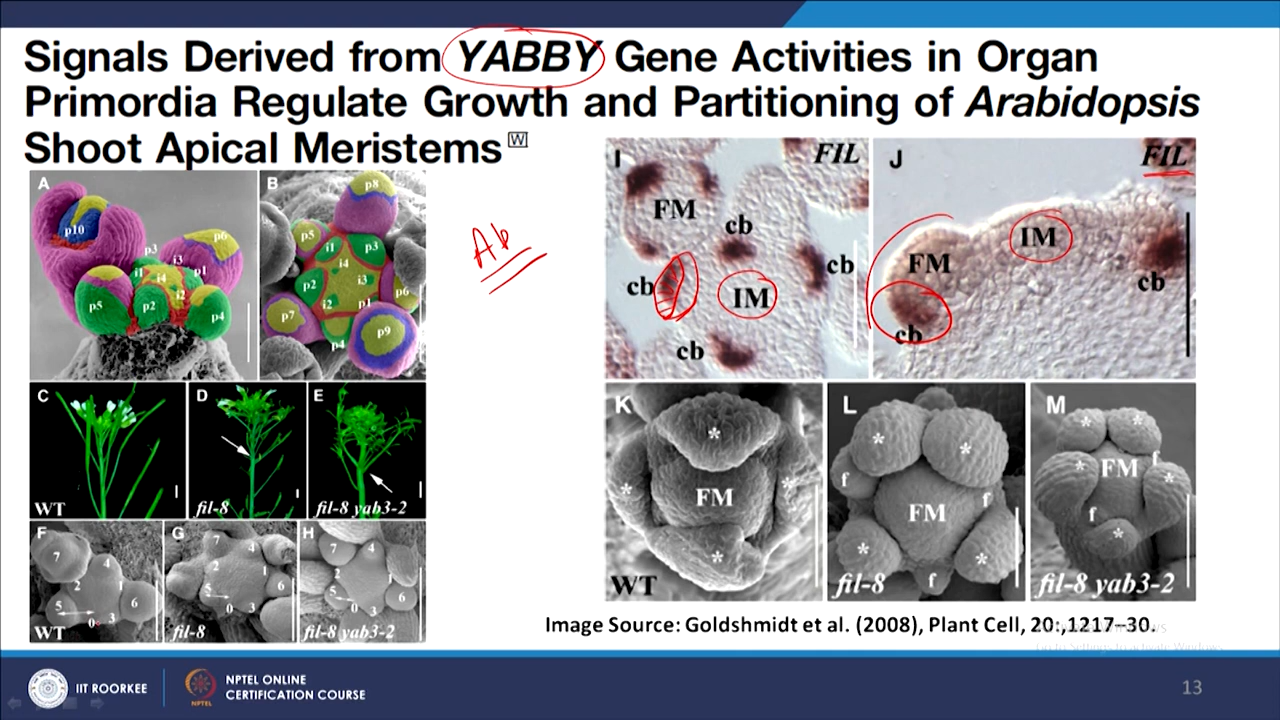 Signals Derived from YABBY Gene Activities in Organ
Primordia Regulate Growth and Partitioning of Arabidopsis
Shoot Apical Meristems W
A
p10
p3
p6
i3
i1
i4
p1
i2
p5
p2
p4
B
p8
p5
i1
p3
i4
p2
i3
i2
p1
p6
p7
p4
p9
Ab
I
FIL
FM
cb
cb
cb
IM
cb
J
FIL
IM
FM
cb
cb
C
WT
D
fil-8
E
fil-8 yab3-2
F
7
4
2
1
5
6
0
3
WT
G
7
4
2
1
5
6
0
3
fil-8
H
7
4
2
1
5
6
0
3
fil-8 yab3-2
K
*
FM
*
*
*
WT
L
*
*
f
f
FM
*
*
f
fil-8
M
*
*
*
FM
f
*
f
*
fil-8 yab3-2
Image Source: Goldshmidt et al. (2008), Plant Cell, 20:,1217–30.
IIT ROORKEE
NPTEL
NPTEL ONLINE
CERTIFICATION COURSE
13